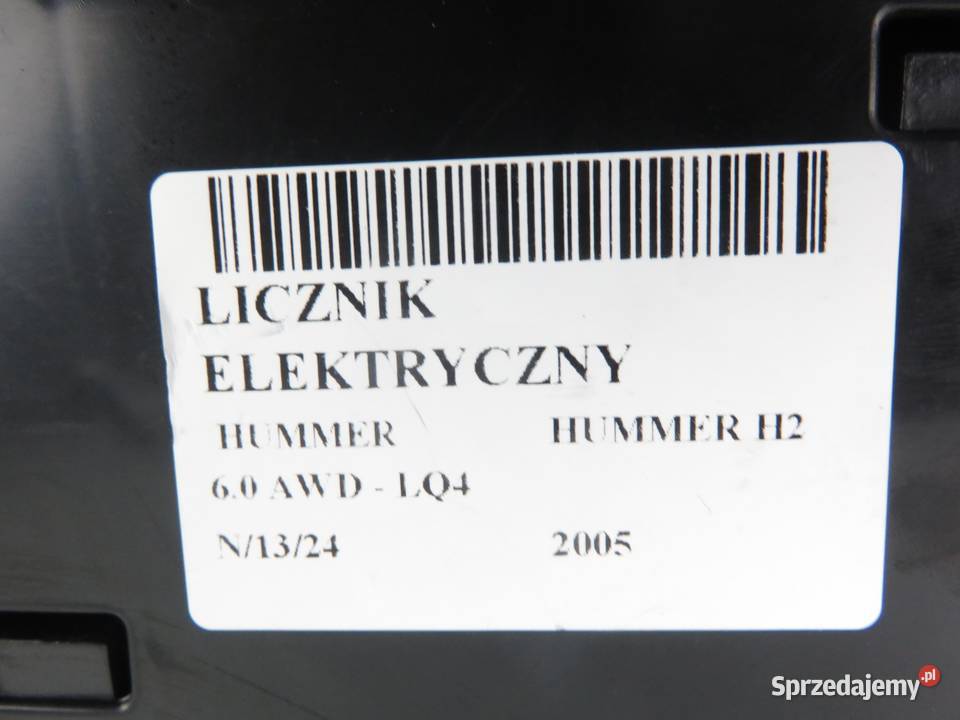 LICZNIK
ELEKTRYCZNY
HUMMER HUMMER H2
6.0 AWD - LQ4
N/13/24 2005
Sprzedajemy.pl